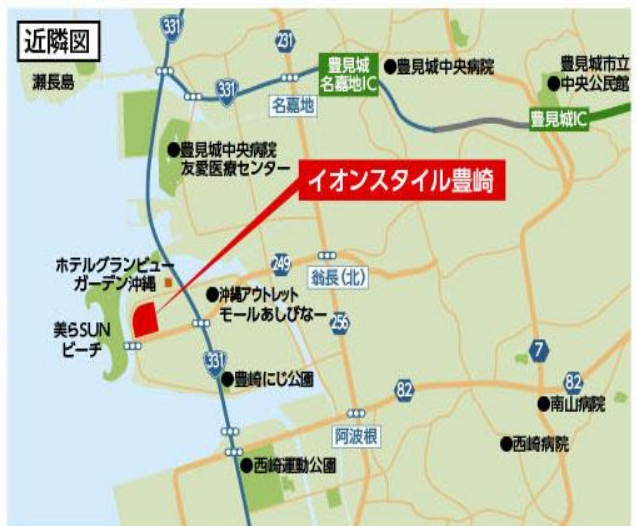 近隣図
瀬長島
331
231
331
名嘉地
豊見城
名嘉地IC
豊見城中央病院
豊見城市立
中央公民館
豊見城IC
豊見城中央病院
友愛医療センター
イオンスタイル豊崎
ホテルグランビュー
ガーデン沖縄
249
翁長(北)
沖縄アウトレット
モールあしびなー
美らSUN
ビーチ
256
331
7
豊崎にじ公園
82
82
阿波根
南山病院
西崎病院
西崎運動公園